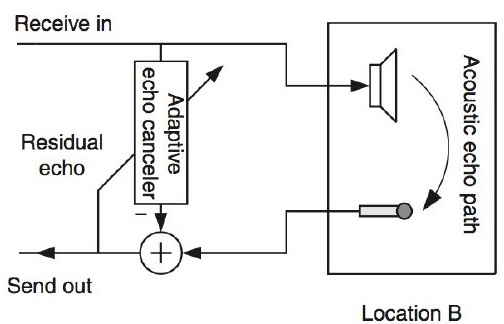 Receive in
Adaptive
echo canceler
Acoustic echo path
Residual
echo
−
+
Send out
Location B